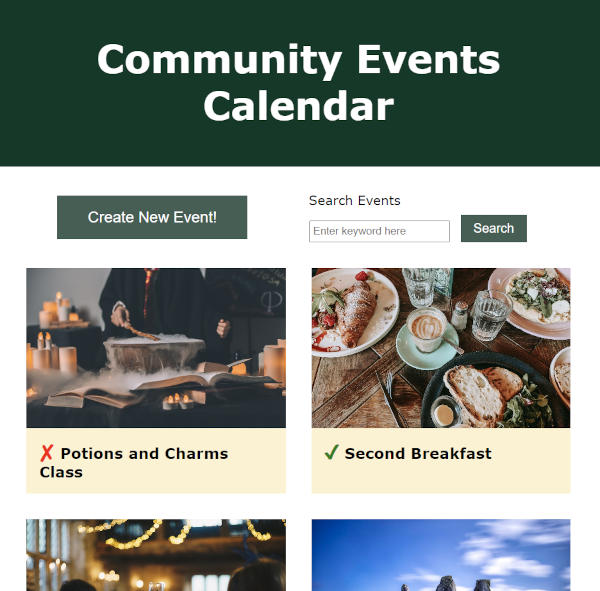 Community Events
Calendar
Create New Event!
Search Events
Enter keyword here
Search
✗ Potions and Charms
Class
✓ Second Breakfast